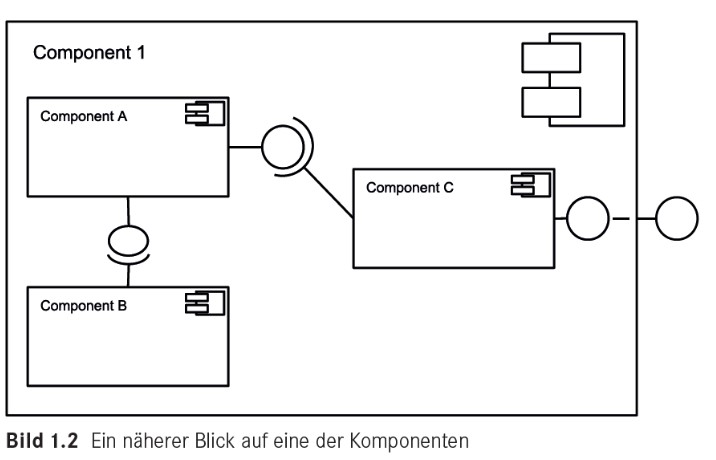 Component 1
Component A
Component C
Component B
Bild 1.2 Ein näherer Blick auf eine der Komponenten